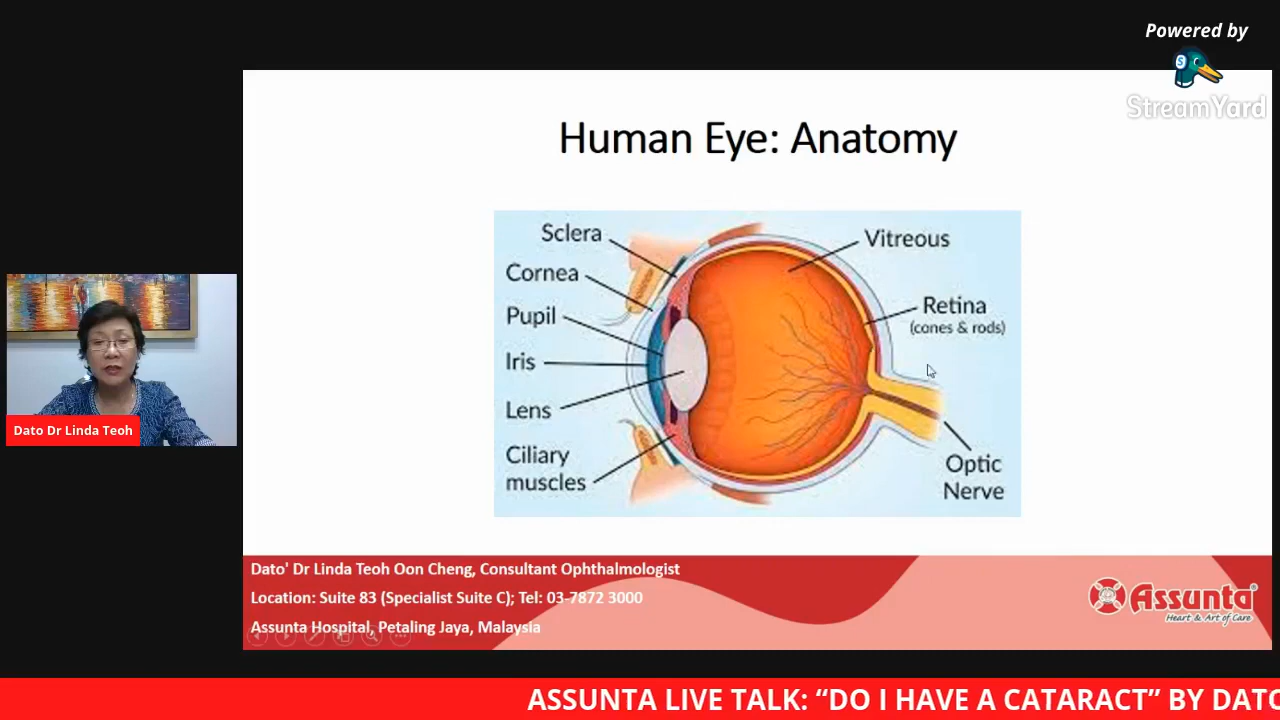 Powered by
StreamYard
Human Eye: Anatomy
Sclera
Cornea
Pupil
Iris
Lens
Ciliary
muscles
Vitreous
Retina
(cones & rods)
Optic
Nerve
Dato Dr Linda Teoh
Dato' Dr Linda Teoh Oon Cheng, Consultant Ophthalmologist
Location: Suite 83 (Specialist Suite C); Tel: 03-7872 3000
Assunta Hospital, Petaling Jaya, Malaysia
Assunta
Heart & Art of Care
ASSUNTA LIVE TALK: “DO I HAVE A CATARACT” BY DATO